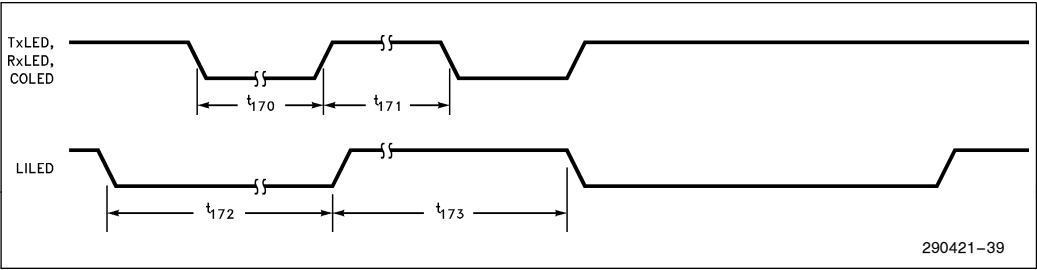 TxLED,
RxLED,
COLED
t170
t171
LILED
t172
t173
290421–39